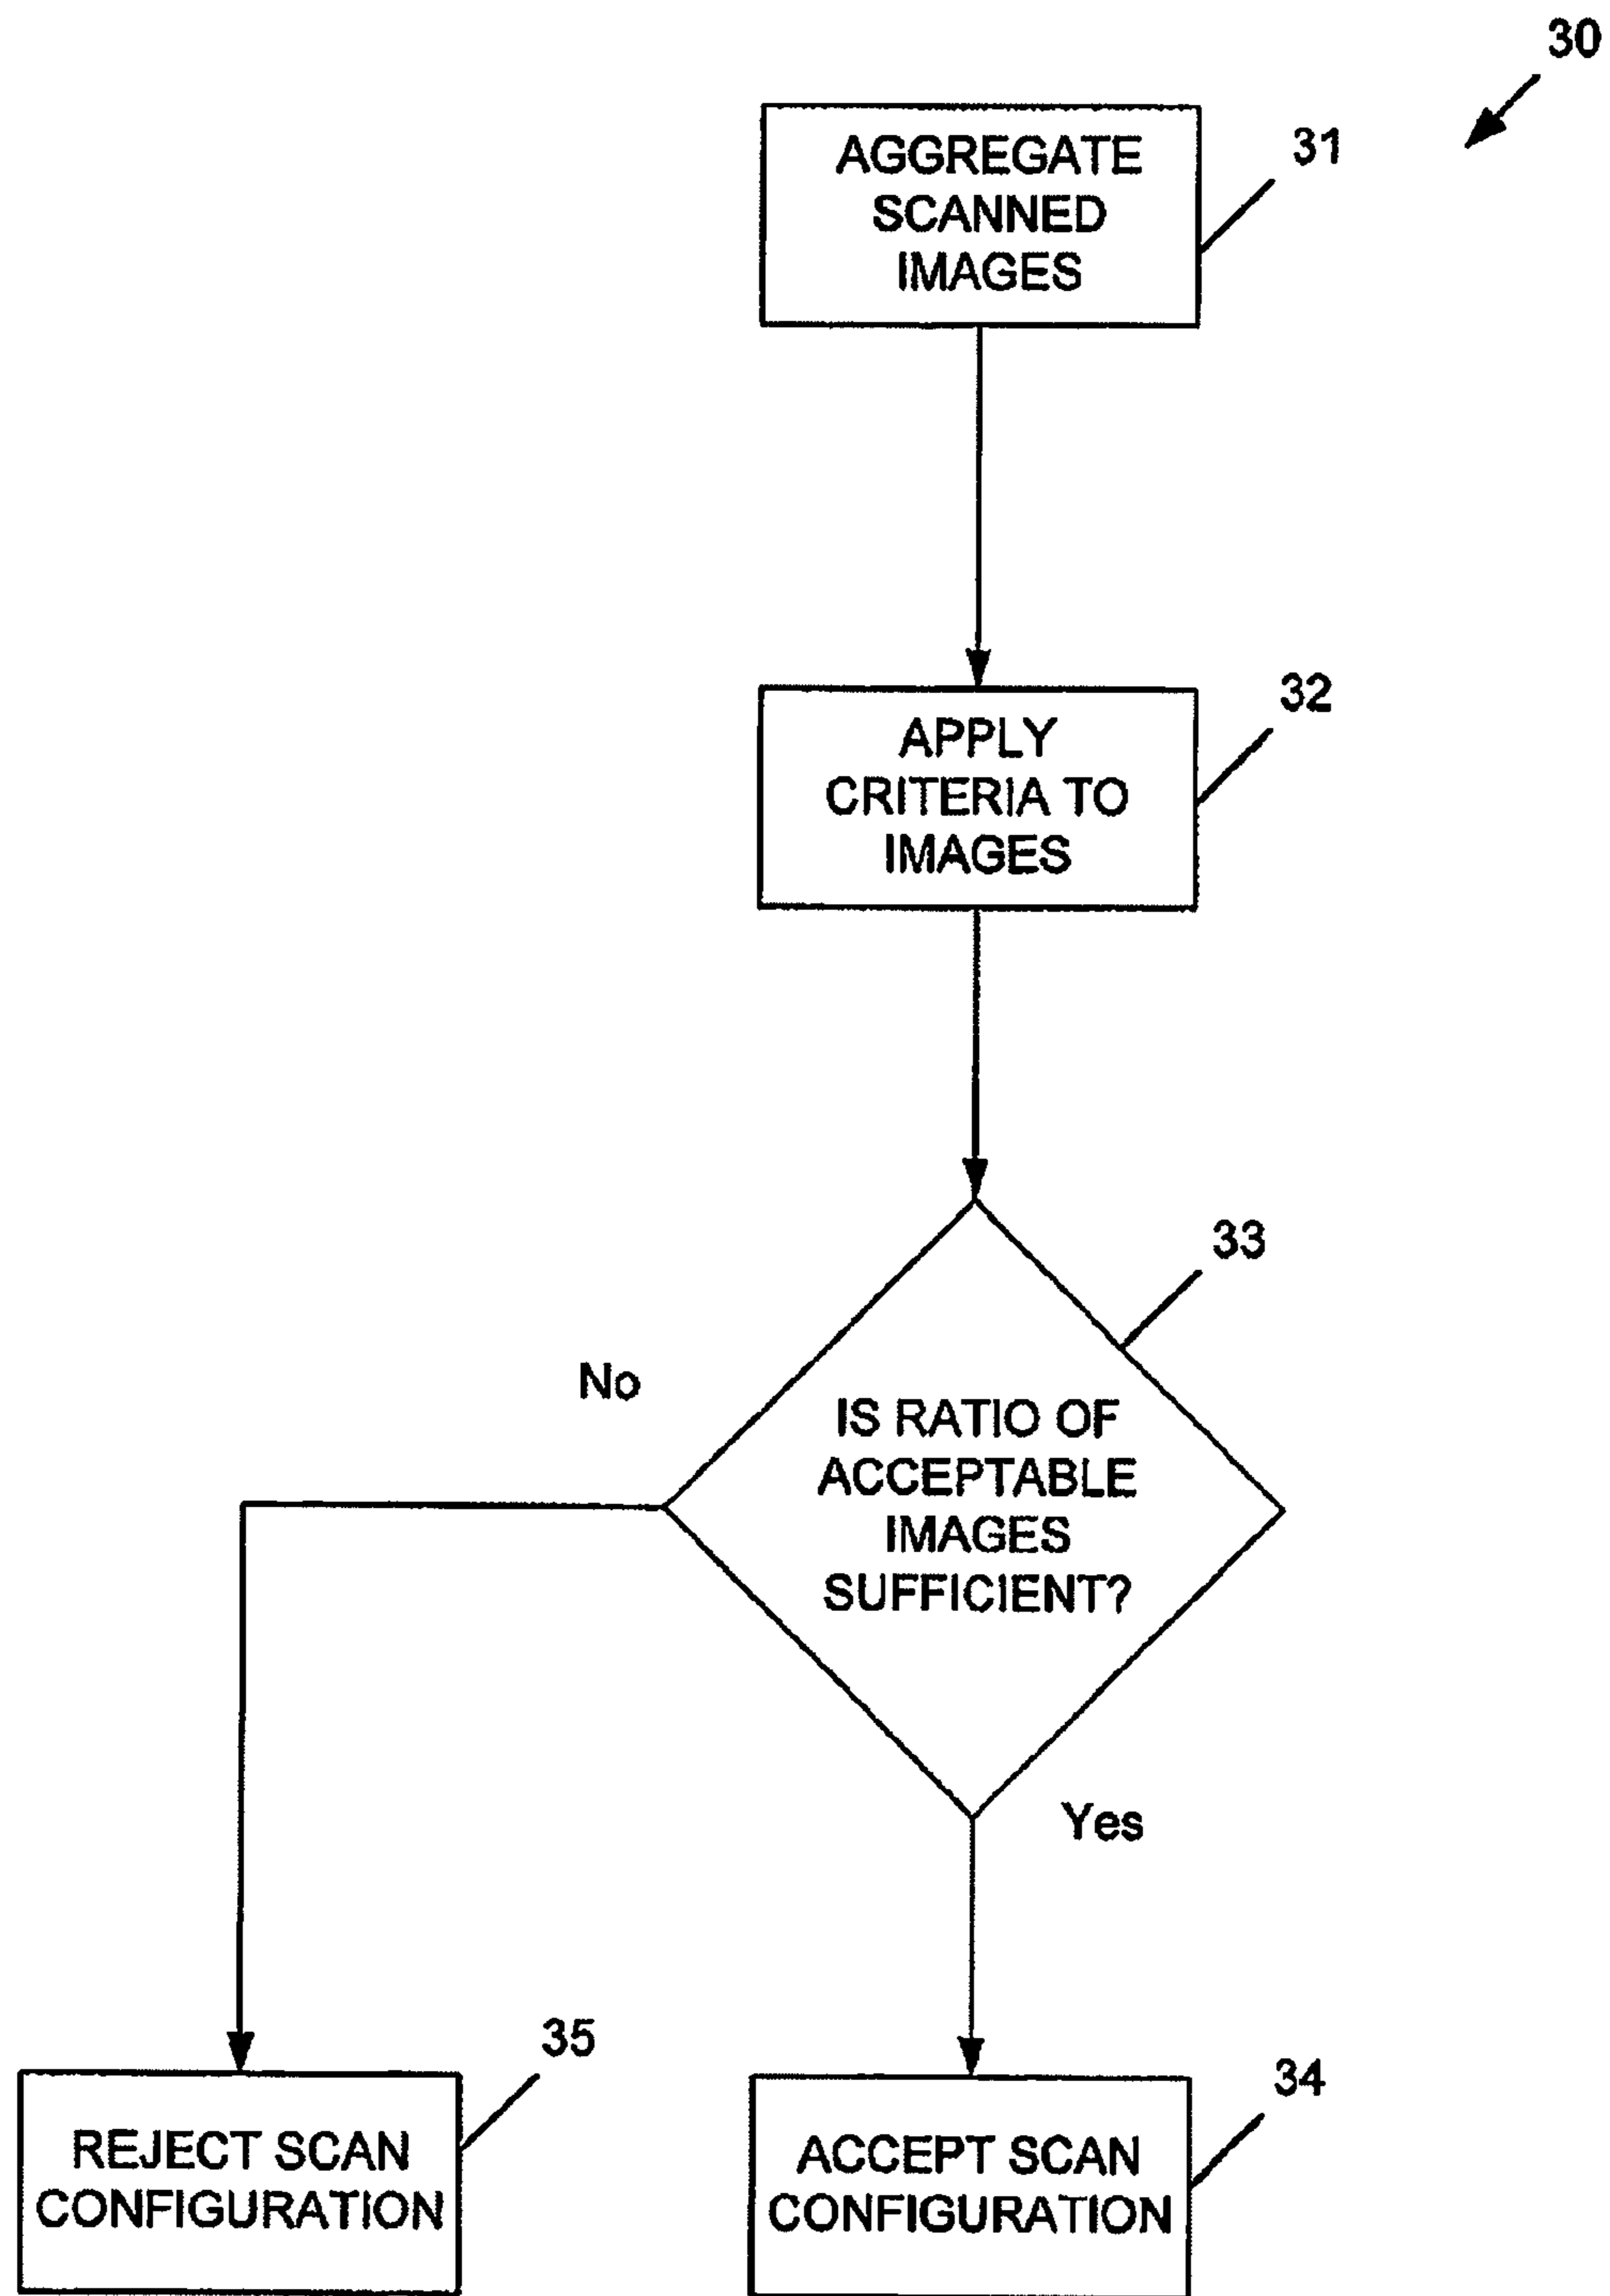 30
AGGREGATE
SCANNED
IMAGES
31
APPLY
CRITERIA TO
IMAGES
32
33
No
IS RATIO OF
ACCEPTABLE
IMAGES
SUFFICIENT?
Yes
REJECT SCAN
CONFIGURATION
35
ACCEPT SCAN
CONFIGURATION
34